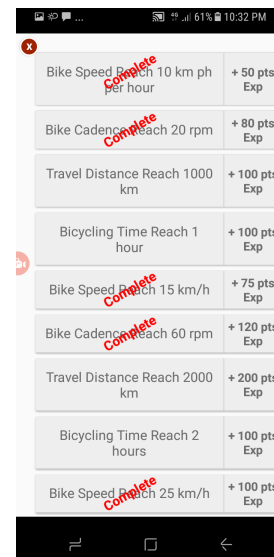 ... 4G 61% 10:32 PM
X
Bike Speed Reach 10 km ph
per hour
Complete
+ 50 pts
Exp
Bike Cadence Reach 20 rpm
Complete
+ 80 pts
Exp
Travel Distance Reach 1000
km
+ 100 pts
Exp
Bicycling Time Reach 1
hour
+ 100 pts
Exp
Bike Speed Reach 15 km/h
Complete
+ 75 pts
Exp
Bike Cadence Reach 60 rpm
Complete
+ 120 pts
Exp
Travel Distance Reach 2000
km
+ 200 pts
Exp
Bicycling Time Reach 2
hours
+ 100 pts
Exp
Bike Speed Reach 25 km/h
Complete
+ 100 pts
Exp